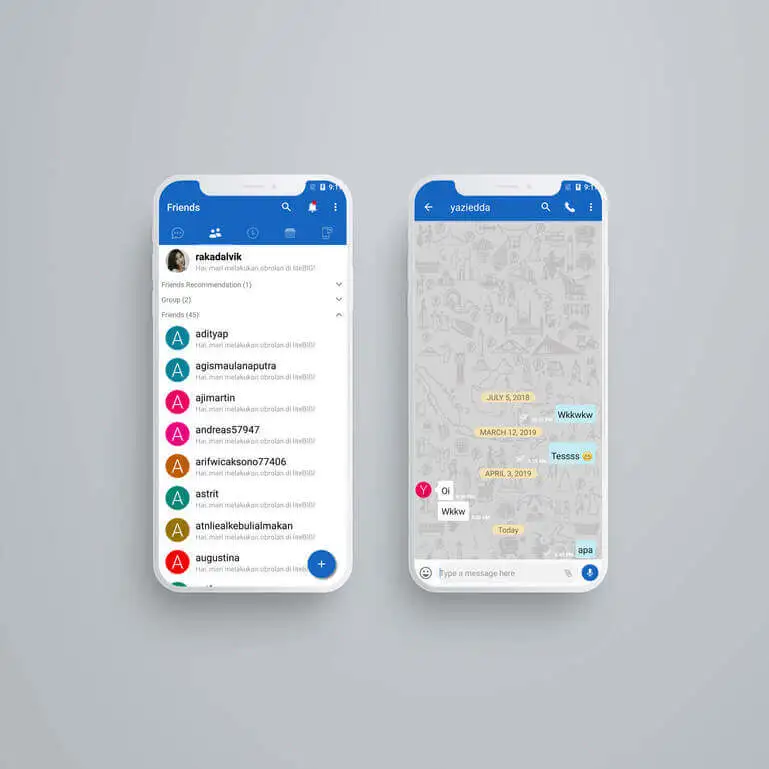 9:11
Friends
rakadalvik
Hai, mari melakukan obrolan di liteBIG!
Friends Recommendation (1)
Group (2)
Friends (45)
A
adityap
Hai, mari melakukan obrolan di liteBIG!
A
agismaulanaputra
Hai, mari melakukan obrolan di liteBIG!
A
ajimartin
Hai, mari melakukan obrolan di liteBIG!
A
andreas57947
Hai, mari melakukan obrolan di liteBIG!
A
arifwicaksono77406
Hai, mari melakukan obrolan di liteBIG!
A
astrit
Hai, mari melakukan obrolan di liteBIG!
A
atnliealkebulialmakan
Hai, mari melakukan obrolan di liteBIG!
A
augustina
Hai, mari melakukan obrolan di liteBIG!
9:11
yaziedda
JULY 5, 2018
Wkkwkw
MARCH 12, 2019
Tessss
APRIL 3, 2019
Y
Oi
Wkkw
Today
apa
Type a message here